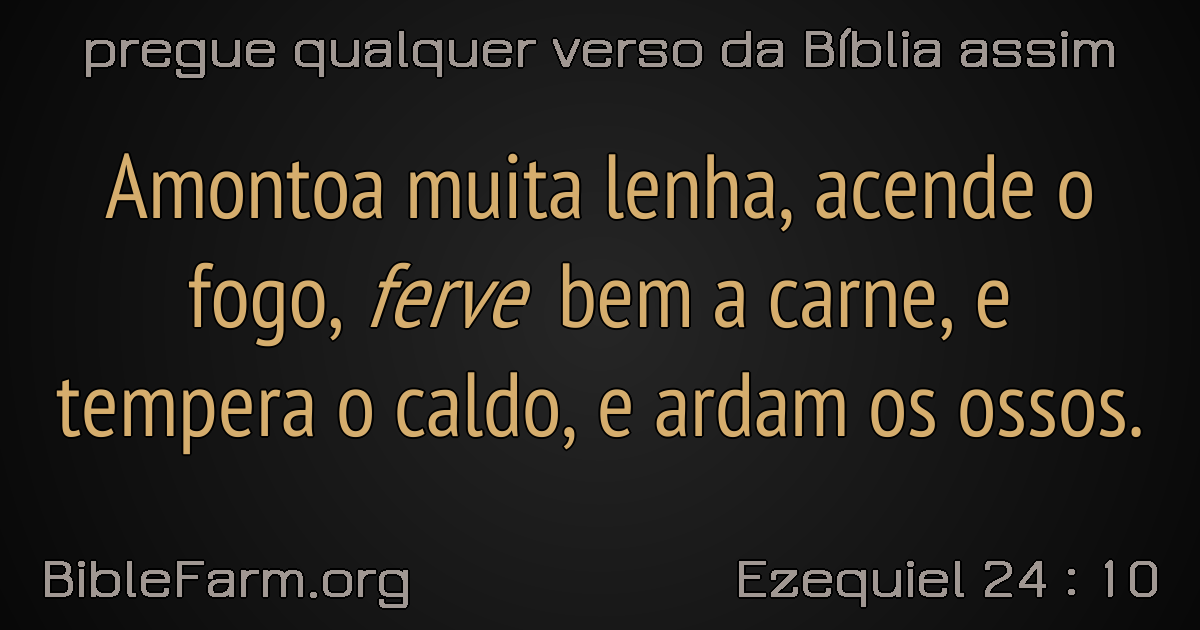 pregue qualquer verso da Bíblia assim
Amontoa muita lenha, acende o
fogo, ferve bem a carne, e
tempera o caldo, e ardam os ossos.
BibleFarm.org
Ezequiel 24 : 10